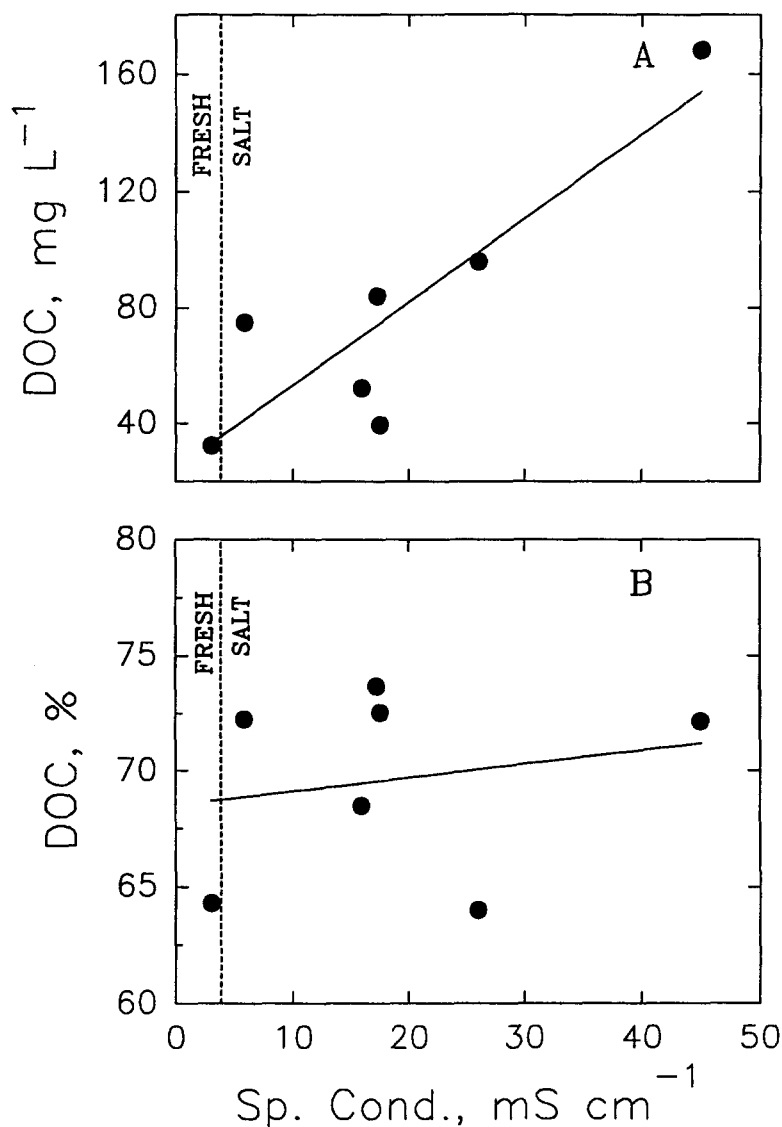 A
160
120
80
40
DOC, mg L⁻¹
FRESH
SALT
B
80
75
70
65
60
DOC, %
FRESH
SALT
0 10 20 30 40 50
Sp. Cond., mS cm⁻¹